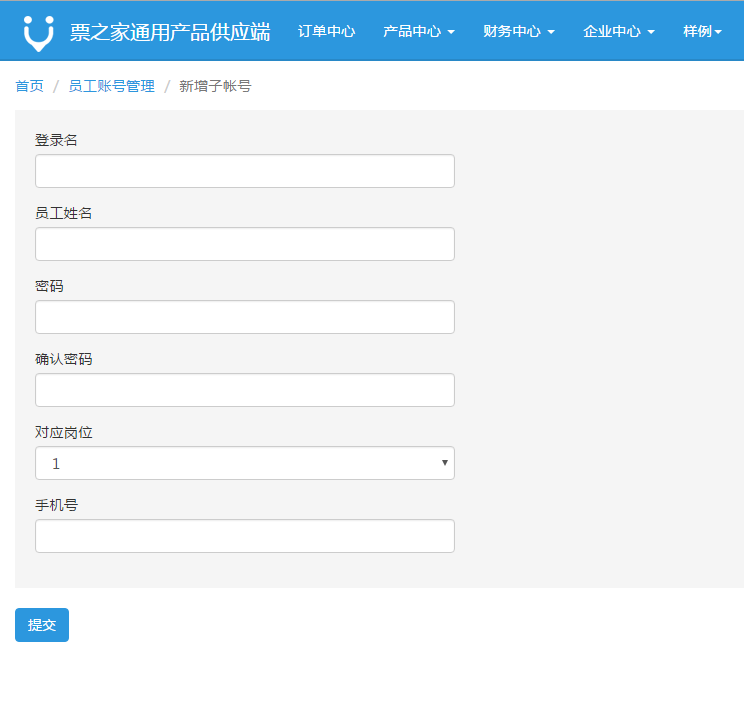 票之家通用产品供应端 订单中心 产品中心 财务中心 企业中心 样例
首页 / 员工账号管理 / 新增子帐号
登录名
员工姓名
密码
确认密码
对应岗位
1
手机号
提交